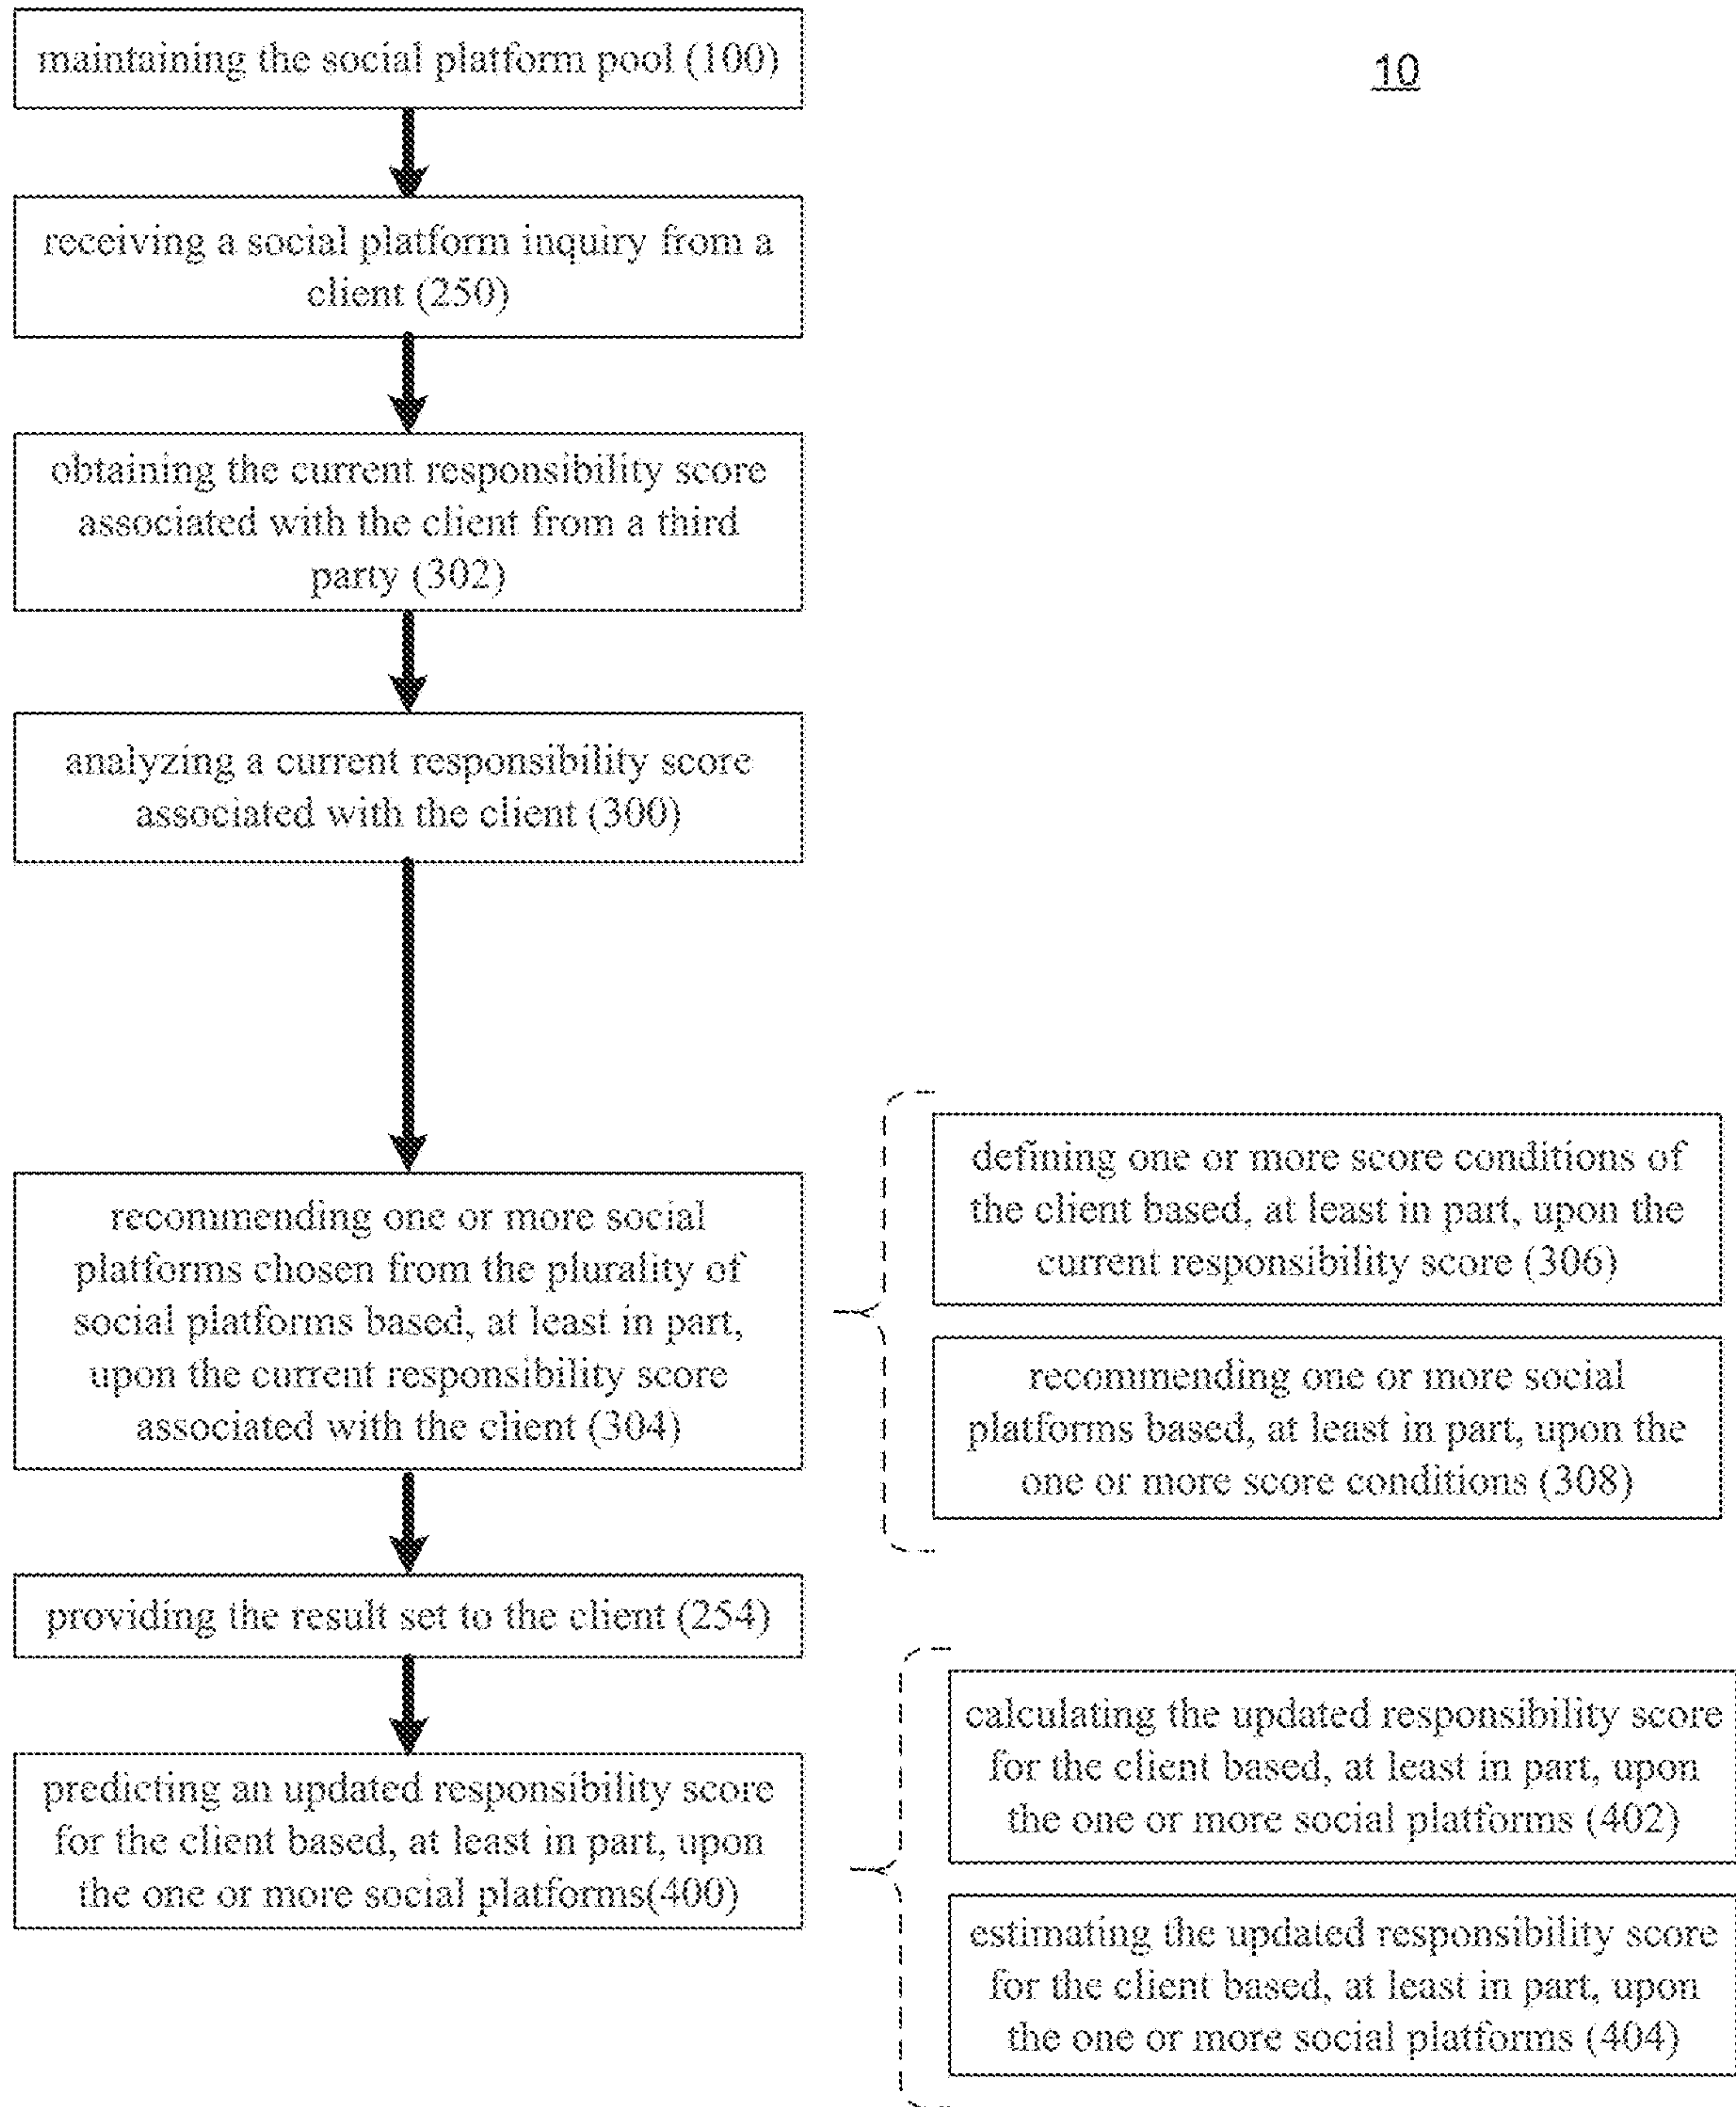 maintaining the social platform pool (100)
10
receiving a social platform inquiry from a
client (250)
obtaining the current responsibility score
associated with the client from a third
party (302)
analyzing a current responsibility score
associated with the client (300)
recommending one or more social
platforms chosen from the plurality of
social platforms based, at least in part,
upon the current responsibility score
associated with the client (304)
defining one or more score conditions of
the client based, at least in part, upon the
current responsibility score (306)
recommending one or more social
platforms based, at least in part, upon the
one or more score conditions (308)
providing the result set to the client (254)
predicting an updated responsibility score
for the client based, at least in part, upon
the one or more social platforms(400)
calculating the updated responsibility score
for the client based, at least in part, upon
the one or more social platforms (402)
estimating the updated responsibility score
for the client based, at least in part, upon
the one or more social platforms (404)